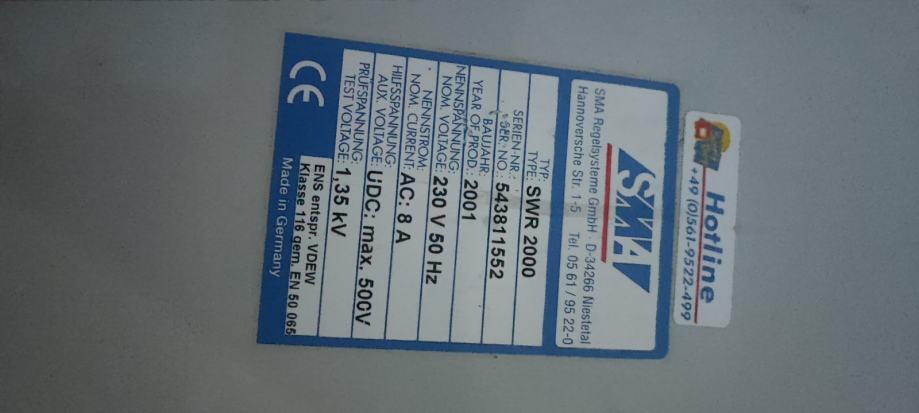 Hotline
+49 (0)561-9522-499
SMA
SMA Regelsysteme GmbH · D-34266 Niestetal
Hannoversche Str. 1-5 Tel. 05 61 / 95 22-0
TYP:
TYPE: SWR 2000
SERIEN-NR.:
SER.-NO.: 543811552
BAUJAHR:
YEAR OF PROD.: 2001
NENNSPANNUNG:
NOM. VOLTAGE: 230 V 50 Hz
NENNSTROM:
NOM. CURRENT: AC: 8 A
HILFSSPANNUNG:
AUX. VOLTAGE: UDC: max. 500V
PRÜFSPANNUNG:
TEST VOLTAGE: 1,35 kV
CE
ENS entspr. VDEW
Klasse 116 gem. EN 50 065
Made in Germany